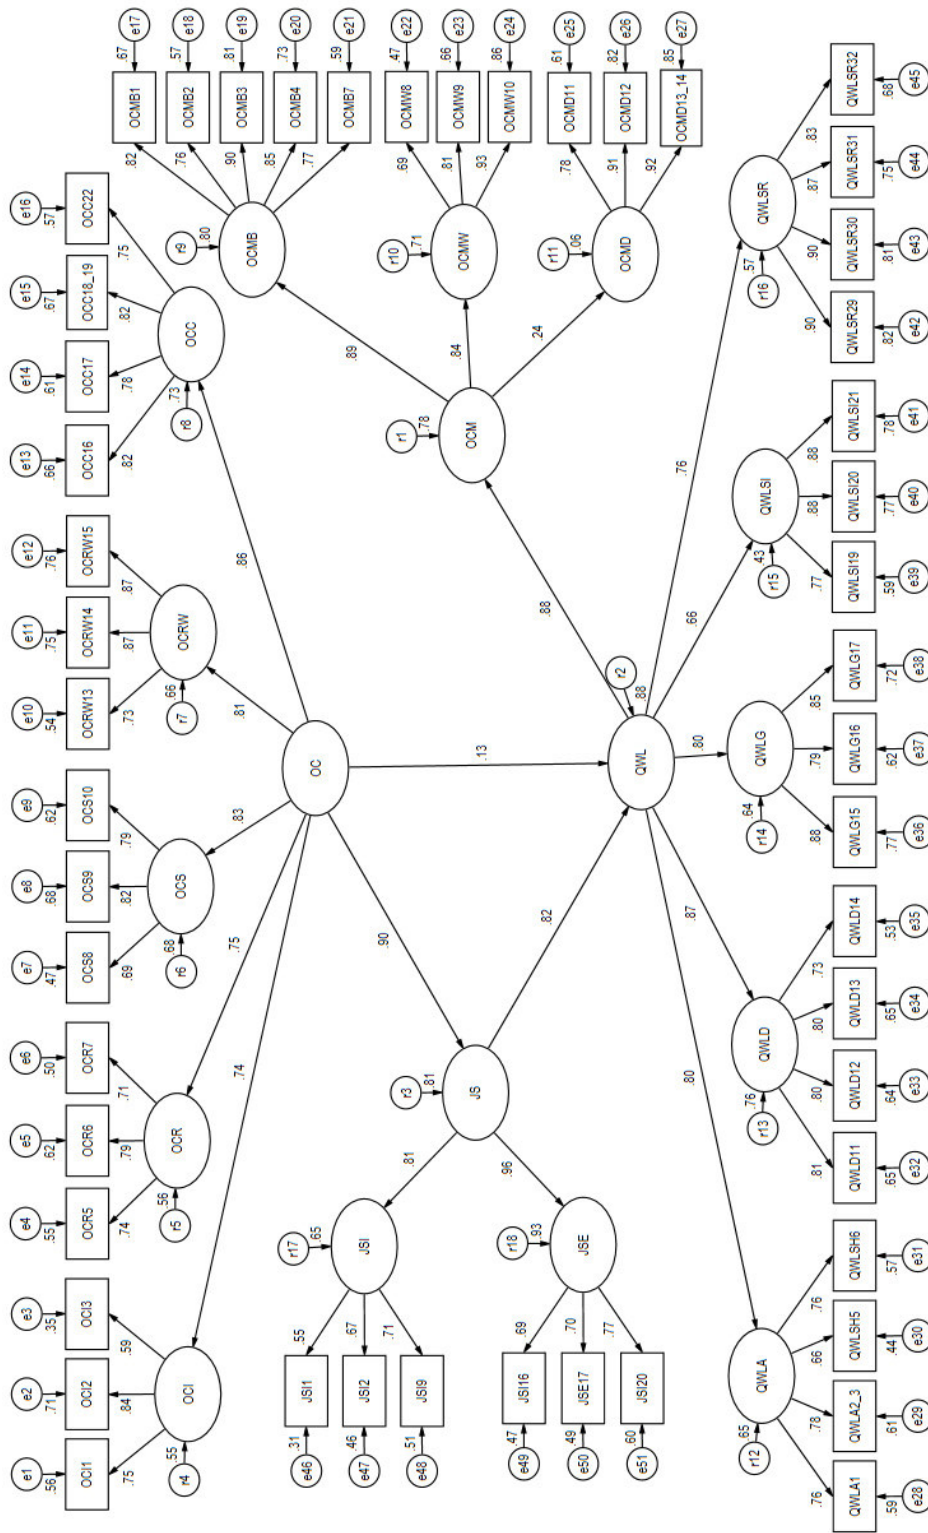 e1 e2 e3 e4 e5 e6 e7 e8 e9 e10 e11 e12 e13 e14 e15 e16
.56 .71 .35 .55 .62 .50 .47 .68 .62 .54 .75 .76 .66 .61 .67 .57
OCI1 OCI2 OCI3 OCR5 OCR6 OCR7 OCS8 OCS9 OCS10 OCRW13 OCRW14 OCRW15 OCC16 OCC17 OCC18_19 OCC22
.75 .84 .59 .74 .79 .71 .69 .82 .79 .73 .87 .87 .82 .78 .82 .75
OCI OCR OCS OCRW OCC
r4 .55 r5 .56 r6 .68 r7 .66 r8 .73
.74 .75 .83 .81 .86
OC
.90 .13
e46 .31 JSI1 .55
e47 .46 JSI2 .67
e48 .51 JSI9 .71
JSI
r17 .65
.81
r3 .81
JS
.96
r18 .93
JSE
e49 .47 JSI16 .69
e50 .49 JSE17 .70
e51 .60 JSI20 .77
.82
r2 .88
QWL
.88
r1 .78
OCM
.89 .84 .24
r9 .80
OCMB
.82 OCMB1 .67 e17
.76 OCMB2 .57 e18
.90 OCMB3 .81 e19
.85 OCMB4 .73 e20
.77 OCMB7 .59 e21
r10 .71
OCMW
.69 OCMW8 .47 e22
.81 OCMW9 .66 e23
.93 OCMW10 .86 e24
r11 .06
OCMD
.78 OCMD11 .61 e25
.91 OCMD12 .82 e26
.92 OCMD13_14 .85 e27
.80 .87 .80 .66 .76
r12 .65 r13 .76 r14 .64 r15 .43 r16 .57
QWLA QWLD QWLG QWLSI QWLSR
.76 .78 .66 .76 .81 .80 .80 .73 .88 .79 .85 .77 .88 .88 .90 .90 .87 .83
QWLA1 QWLA2_3 QWLSH5 QWLSH6 QWLD11 QWLD12 QWLD13 QWLD14 QWLG15 QWLG16 QWLG17 QWLSI19 QWLSI20 QWLSI21 QWLSR29 QWLSR30 QWLSR31 QWLSR32
.59 .61 .44 .57 .65 .64 .65 .53 .77 .62 .72 .59 .77 .78 .82 .81 .75 .68
e28 e29 e30 e31 e32 e33 e34 e35 e36 e37 e38 e39 e40 e41 e42 e43 e44 e45